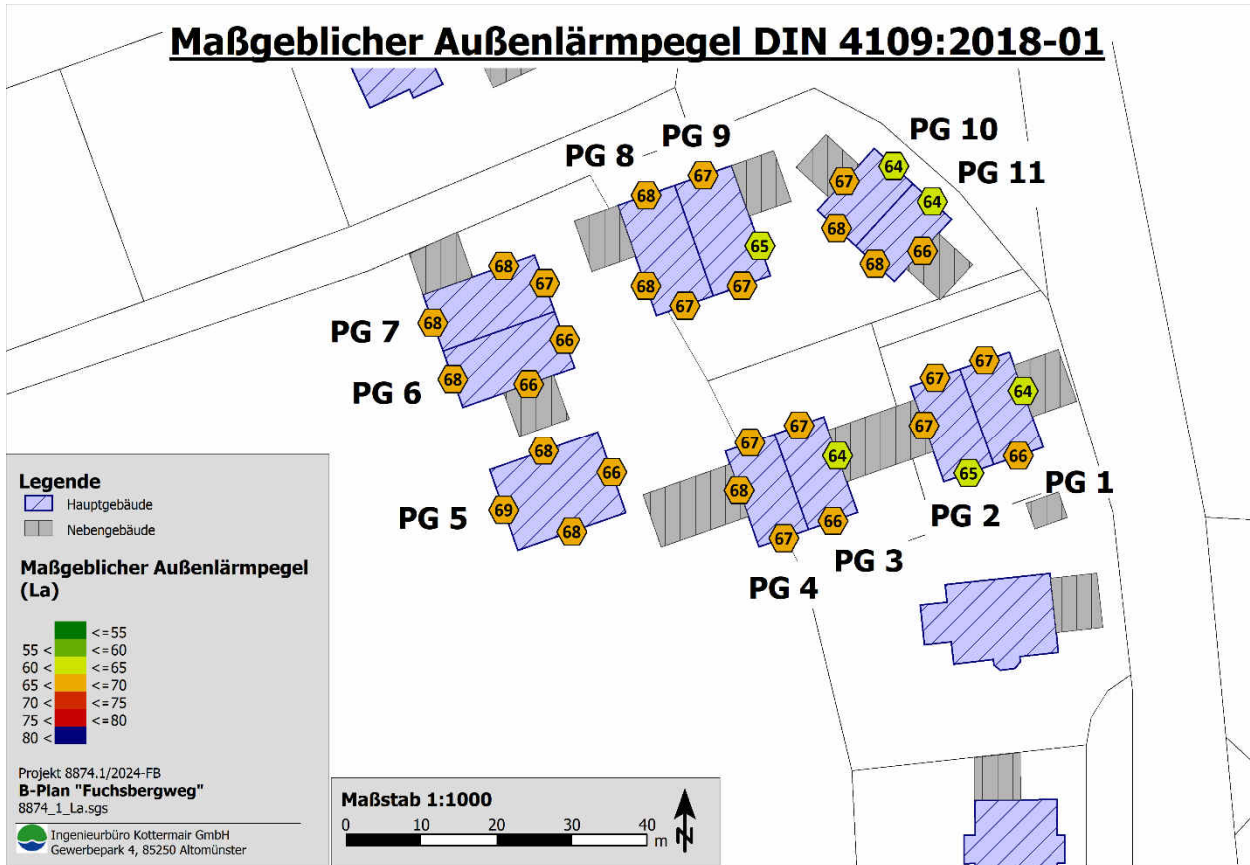 Maßgeblicher Außenlärmpegel DIN 4109:2018-01
PG 10
PG 9
PG 8
PG 11
64
67
67
68
64
68
65
66
68
68
67
68
67
67
PG 7
68
66
67
67
68
66
64
PG 6
67
67
67
68
64
66
66
65
68
69
67
66
68
PG 5
PG 1
PG 2
PG 3
PG 4
Legende
Hauptgebäude
Nebengebäude
Maßgeblicher Außenlärmpegel
(La)
<=55
55 < <=60
60 < <=65
65 < <=70
70 < <=75
75 < <=80
80 <
Projekt 8874.1/2024-FB
B-Plan "Fuchsbergweg"
8874_1_La.sgs
Ingenieurbüro Kottermair GmbH
Gewerbepark 4, 85250 Altomünster
Maßstab 1:1000
0 10 20 30 40
m
N